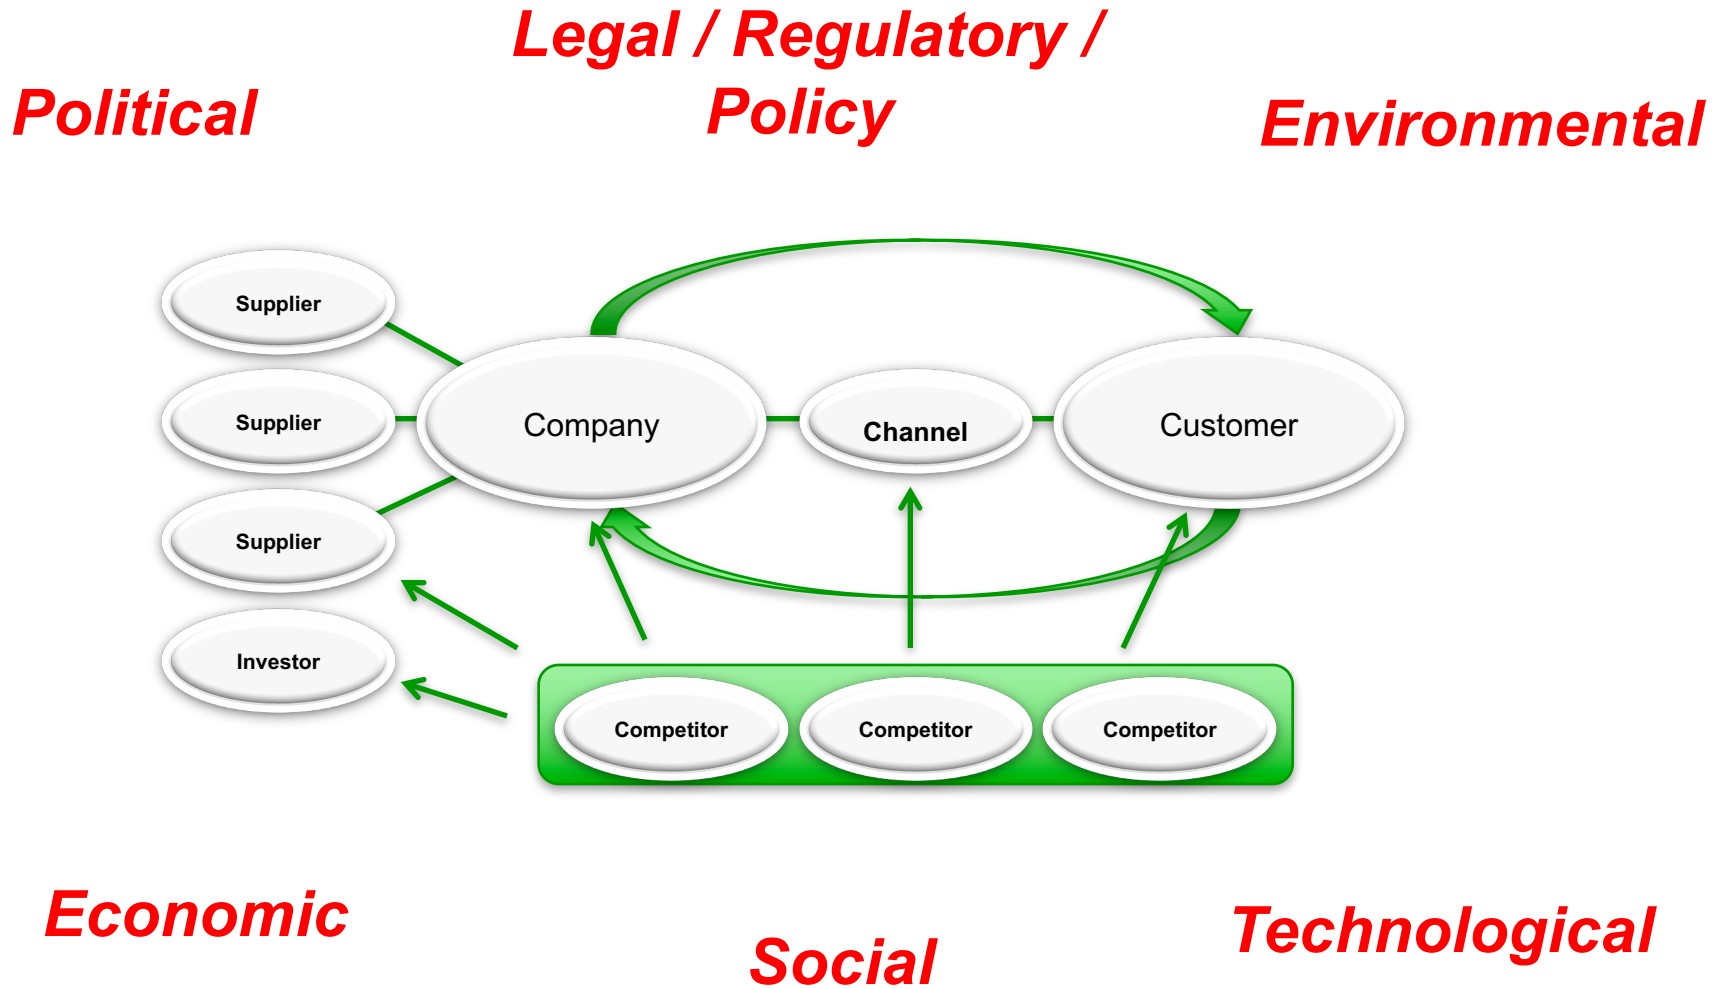 Legal / Regulatory /
Policy
Political
Environmental
Supplier
Supplier
Company
Channel
Customer
Supplier
Investor
Competitor
Competitor
Competitor
Economic
Social
Technological